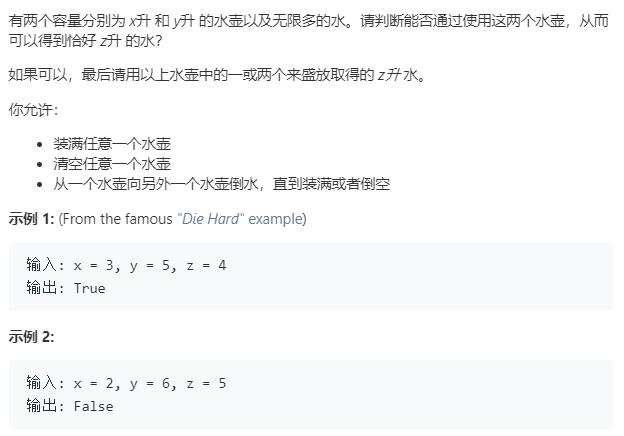 有两个容量分别为 x升 和 y升 的水壶以及无限多的水。请判断能否通过使用这两个水壶，从而
可以得到恰好 z升 的水？
如果可以，最后请用以上水壶中的一或两个来盛放取得的 z升 水。
你允许：
• 装满任意一个水壶
• 清空任意一个水壶
• 从一个水壶向另外一个水壶倒水，直到装满或者倒空
示例 1: (From the famous "Die Hard" example)
输入: x = 3, y = 5, z = 4
输出: True
示例 2:
输入: x = 2, y = 6, z = 5
输出: False